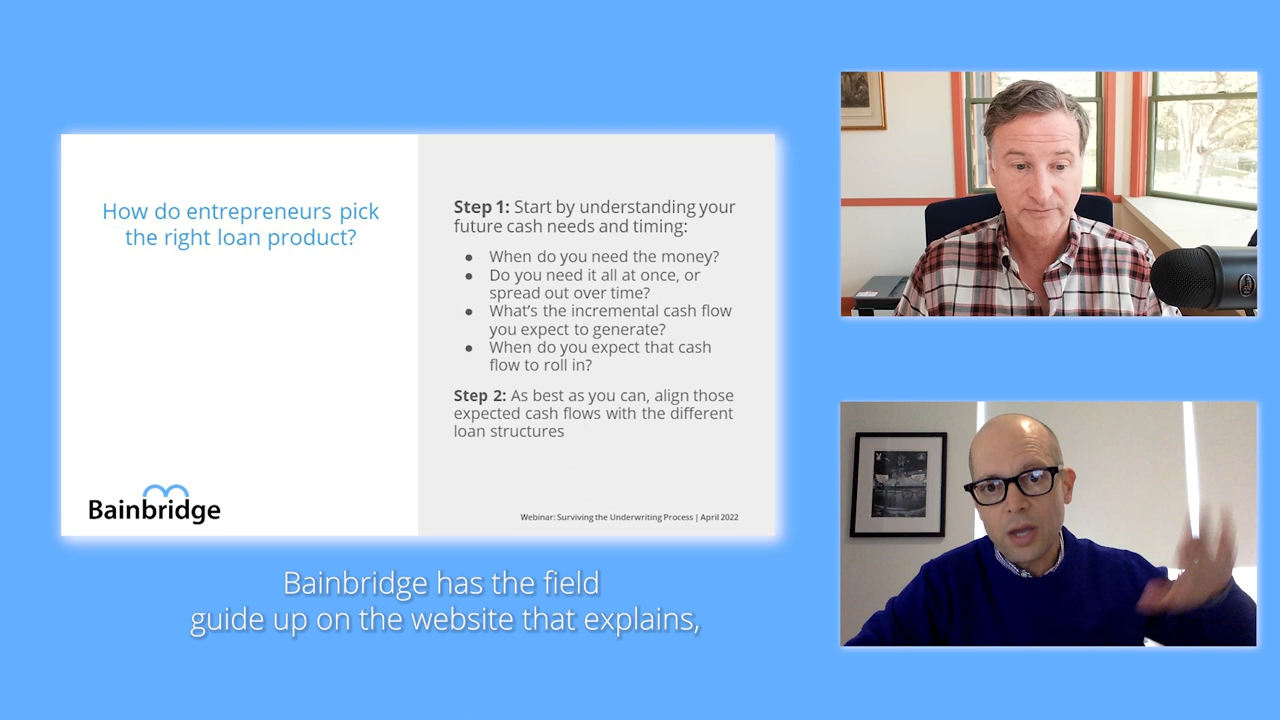 How do entrepreneurs pick
the right loan product?
Step 1: Start by understanding your
future cash needs and timing:
● When do you need the money?
● Do you need it all at once, or
spread out over time?
● What's the incremental cash flow
you expect to generate?
● When do you expect that cash
flow to roll in?
Step 2: As best as you can, align those
expected cash flows with the different
loan structures
Bainbridge
Webinar: Surviving the Underwriting Process | April 2022
Bainbridge has the field
guide up on the website that explains,